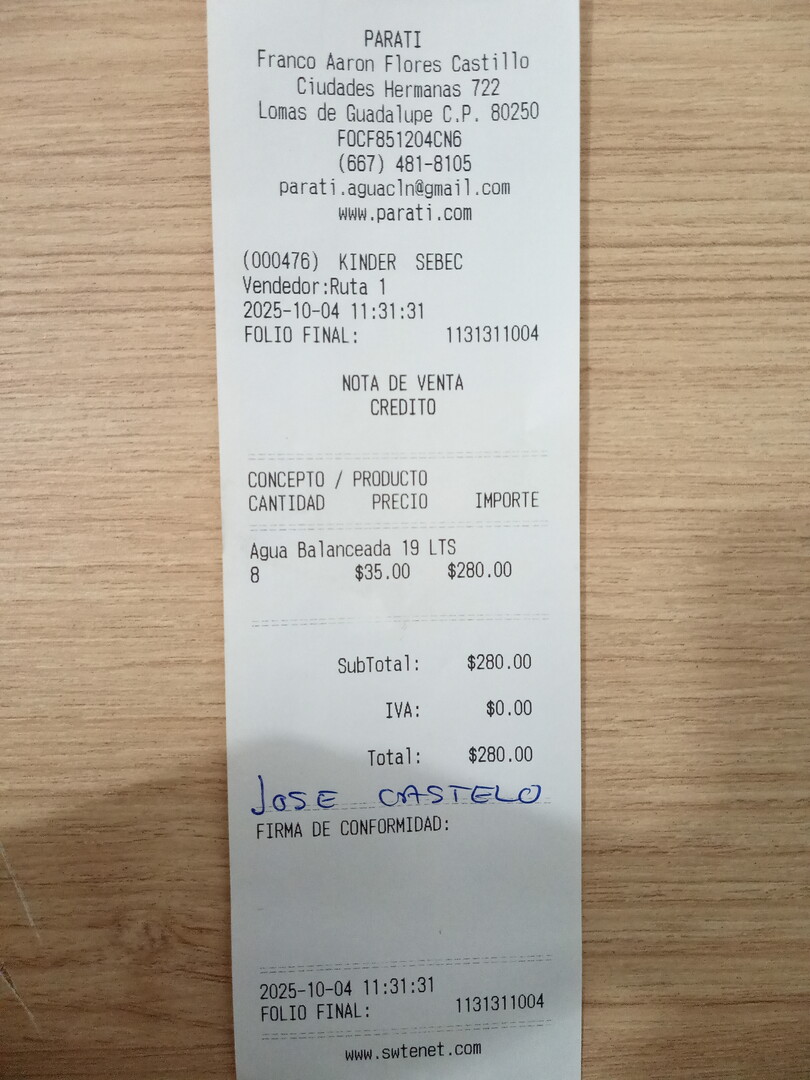 PARATI
Franco Aaron Flores Castillo
Ciudades Hermanas 722
Lomas de Guadalupe C.P. 80250
FOCF851204CN6
(667) 481-8105
parati.aguacln@gmail.com
www.parati.com
(000476) KINDER SEBEC
Vendedor:Ruta 1
2025-10-04 11:31:31
FOLIO FINAL: 1131311004
NOTA DE VENTA
CREDITO
CONCEPTO / PRODUCTO
CANTIDAD PRECIO IMPORTE
Agua Balanceada 19 LTS
8 $35.00 $280.00
SubTotal: $280.00
IVA: $0.00
Total: $280.00
JOSE CASTELO
FIRMA DE CONFORMIDAD:
2025-10-04 11:31:31
FOLIO FINAL: 1131311004
www.swtenet.com